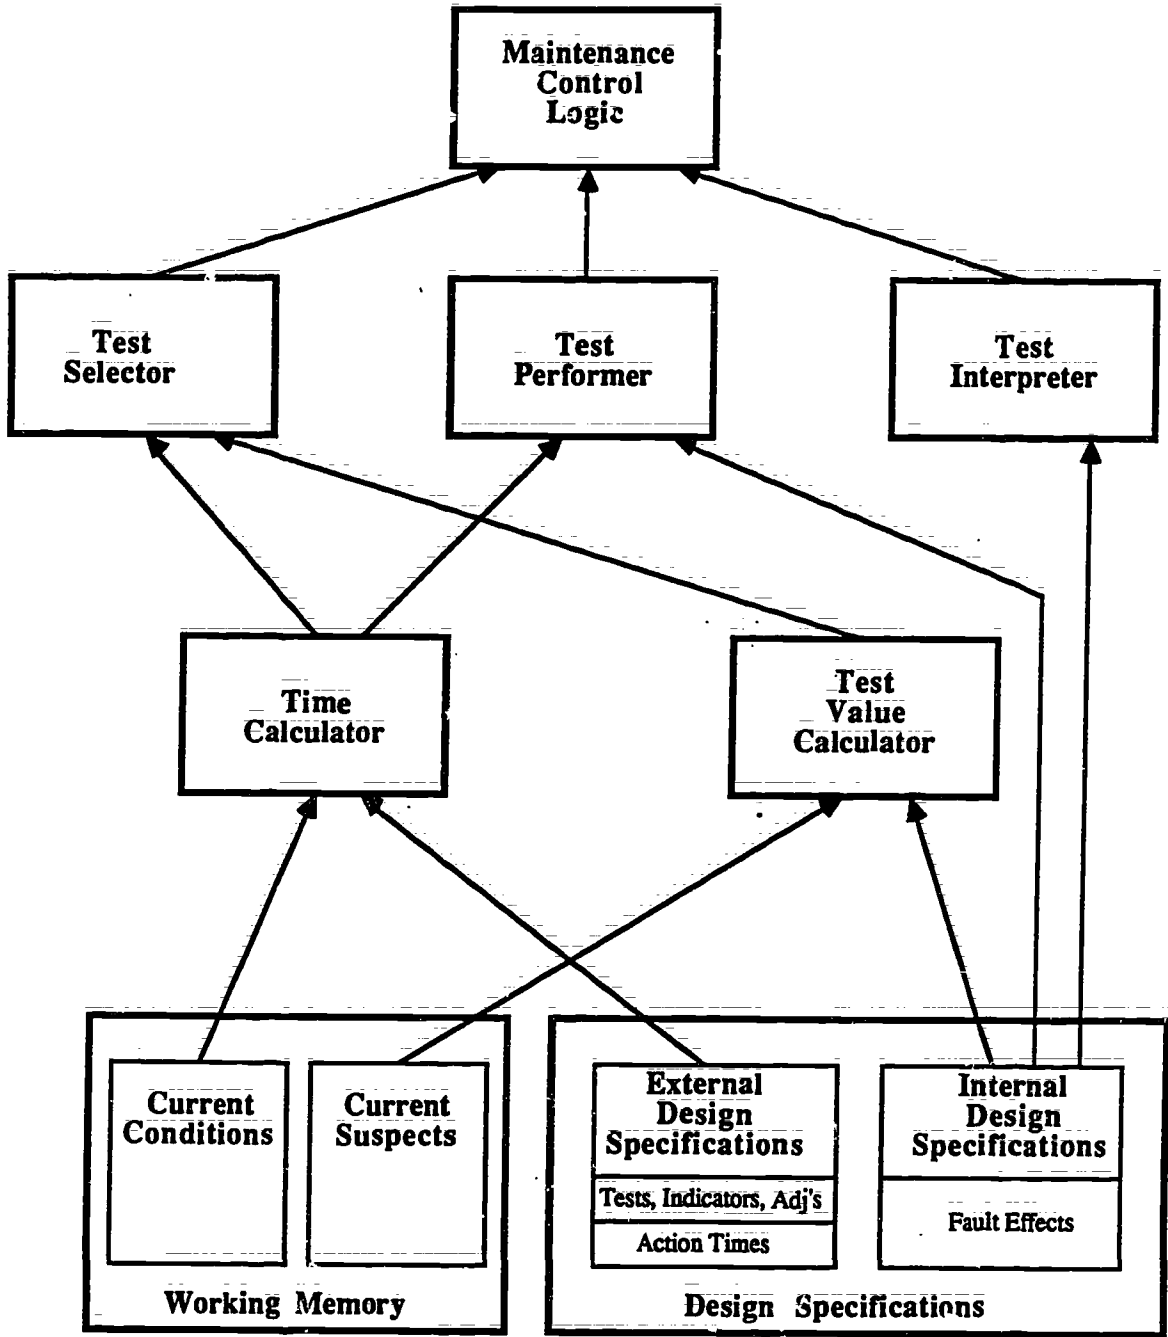 Maintenance
Control
Logic
Test
Selector
Test
Performer
Test
Interpreter
Time
Calculator
Test
Value
Calculator
Current
Conditions
Current
Suspects
External
Design
Specifications
Tests, Indicators, Adj's
Action Times
Internal
Design
Specifications
Fault Effects
Working Memory
Design Specifications